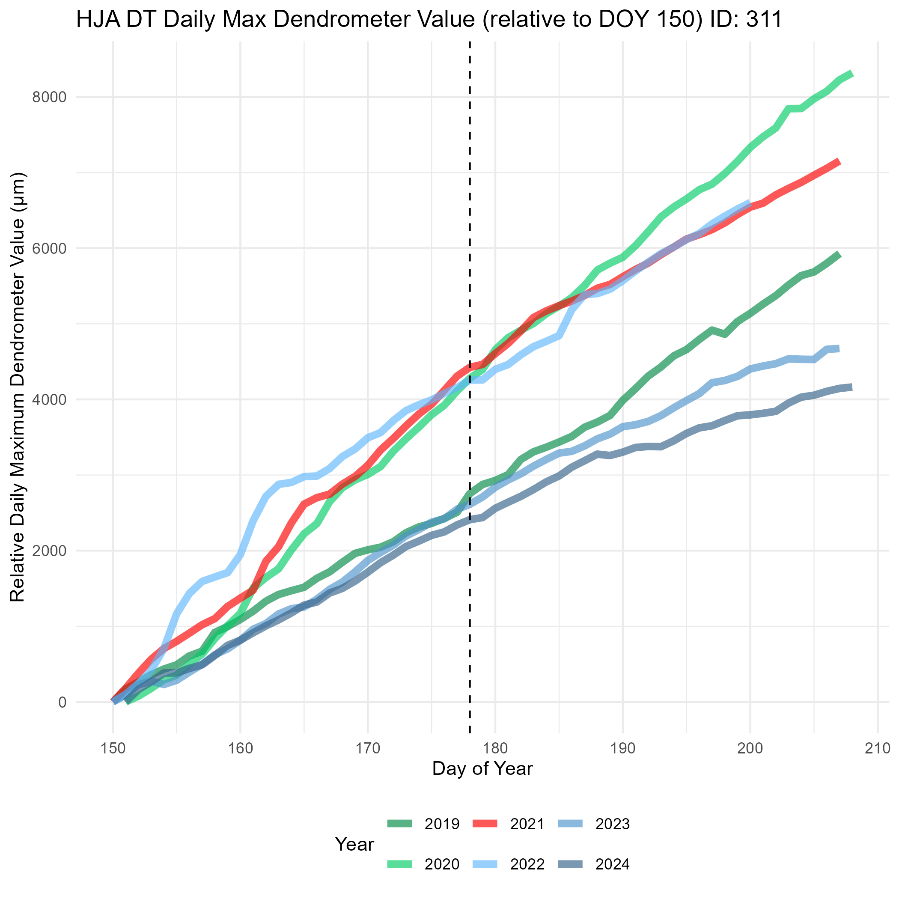 HJA DT Daily Max Dendrometer Value (relative to DOY 150) ID: 311
Relative Daily Maximum Dendrometer Value (μm)
8000
6000
4000
2000
0
150 160 170 180 190 200 210
Day of Year
Year
2019 2021 2023
2020 2022 2024